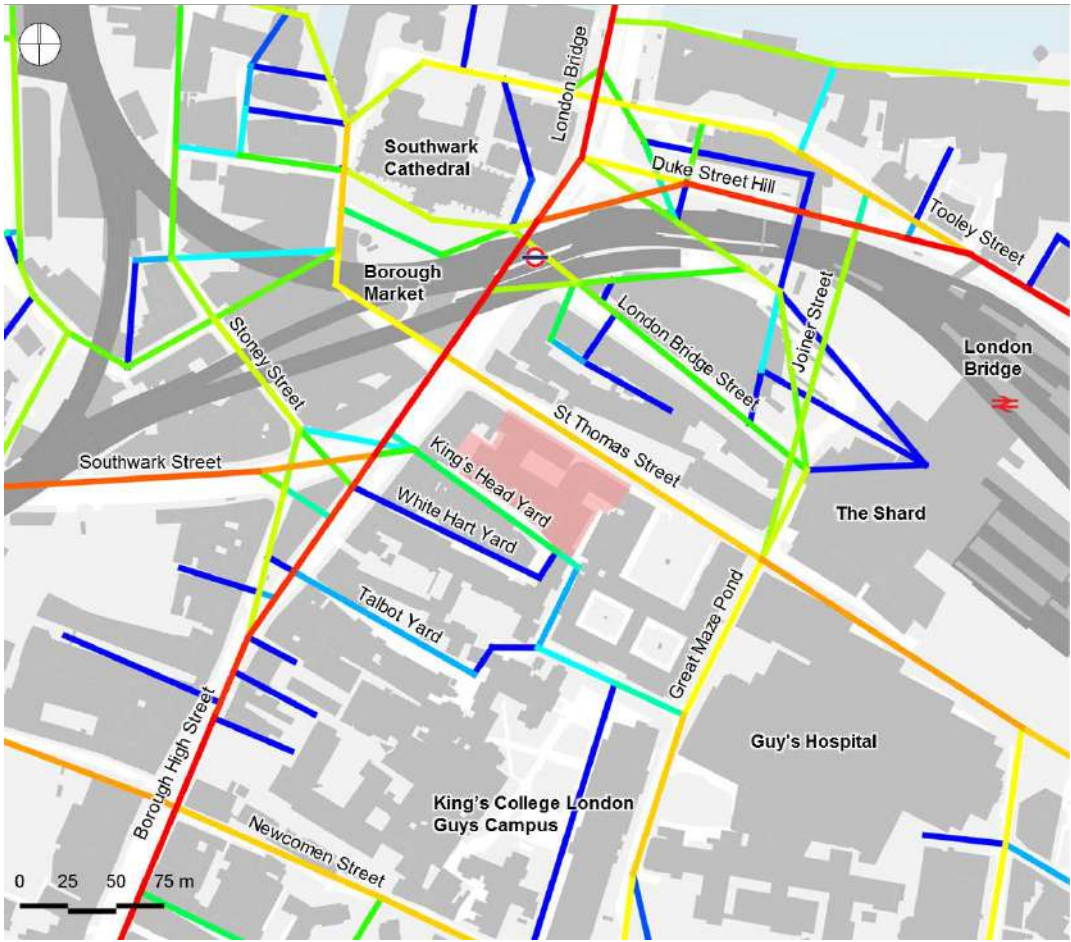 London Bridge
Southwark
Cathedral
Duke Street Hill
Tooley Street
Borough
Market
Joiner Street
London
Bridge
Stoney Street
London Bridge Street
St Thomas Street
Southwark Street
King's Head Yard
White Hart Yard
The Shard
Talbot Yard
Great Maze Pond
Borough High Street
Guy's Hospital
King's College London
Guys Campus
Newcomen Street
0 25 50 75 m